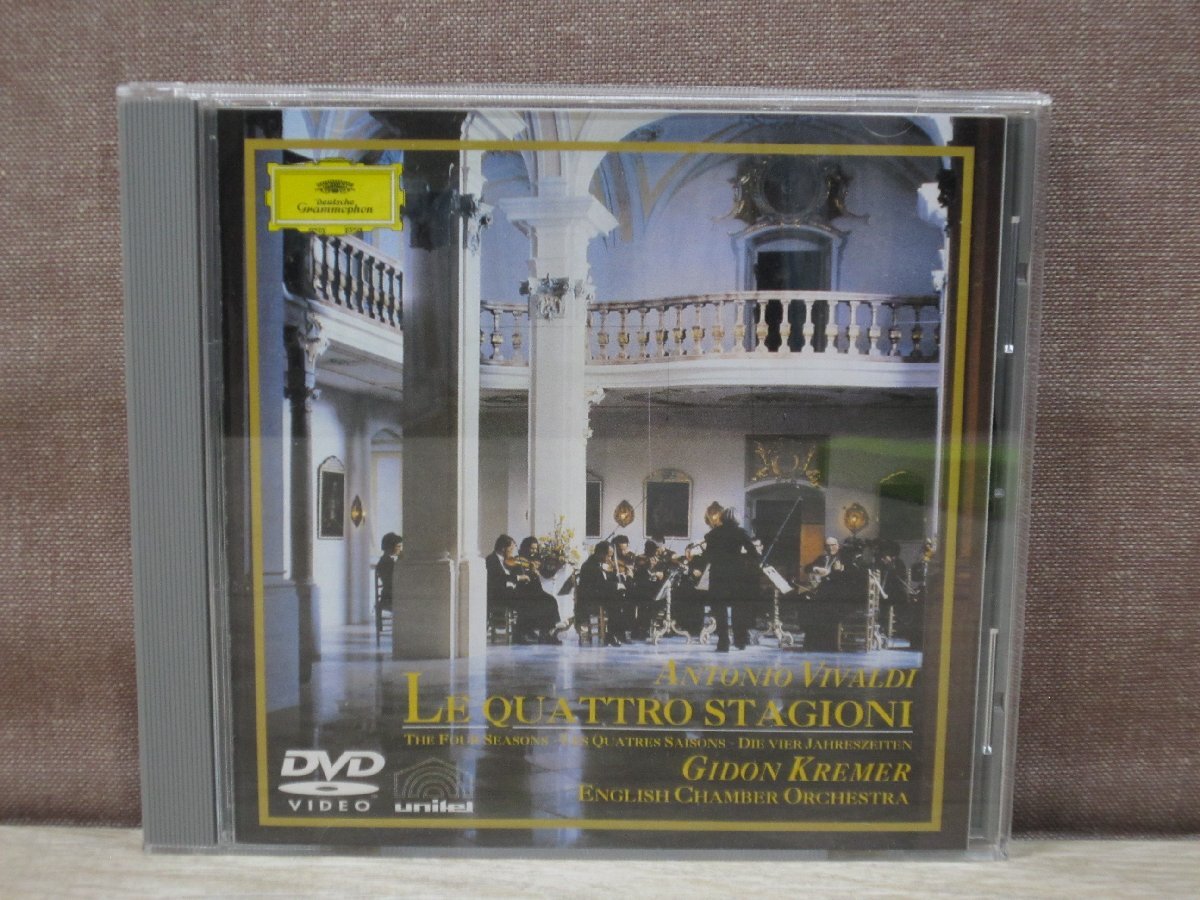 Deutsche
Grammophon
ANTONIO VIVALDI
LE QUATTRO STAGIONI
THE FOUR SEASONS · LES QUATRES SAISONS · DIE VIER JAHRESZEITEN
GIDON KREMER
ENGLISH CHAMBER ORCHESTRA
DVD
VIDEO
unitel